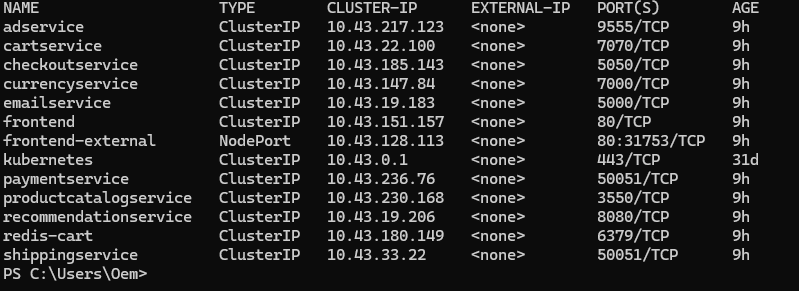 NAME TYPE CLUSTER-IP EXTERNAL-IP PORT(S) AGE
adservice ClusterIP 10.43.217.123 <none> 9555/TCP 9h
cartservice ClusterIP 10.43.22.100 <none> 7070/TCP 9h
checkoutservice ClusterIP 10.43.185.143 <none> 5050/TCP 9h
currencyservice ClusterIP 10.43.147.84 <none> 7000/TCP 9h
emailservice ClusterIP 10.43.19.183 <none> 5000/TCP 9h
frontend ClusterIP 10.43.151.157 <none> 80/TCP 9h
frontend-external NodePort 10.43.128.113 <none> 80:31753/TCP 9h
kubernetes ClusterIP 10.43.0.1 <none> 443/TCP 31d
paymentservice ClusterIP 10.43.236.76 <none> 50051/TCP 9h
productcatalogservice ClusterIP 10.43.230.168 <none> 3550/TCP 9h
recommendationservice ClusterIP 10.43.19.206 <none> 8080/TCP 9h
redis-cart ClusterIP 10.43.180.149 <none> 6379/TCP 9h
shippingservice ClusterIP 10.43.33.22 <none> 50051/TCP 9h
PS C:\Users\Oem>